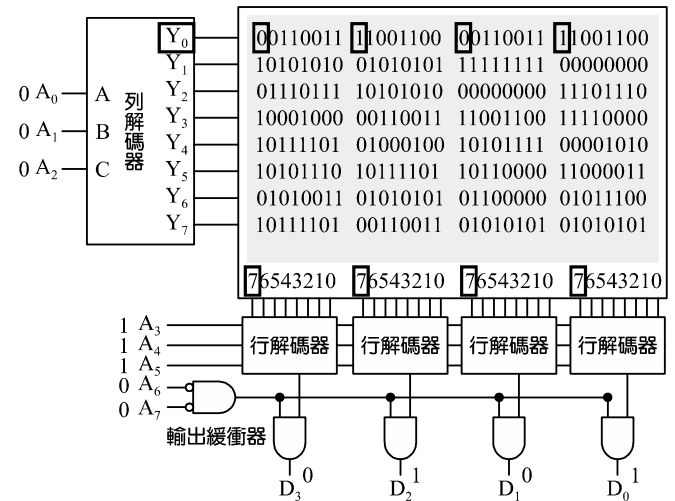 Y0 00110011 11001100 00110011 11001100
Y1 10101010 01010101 11111111 00000000
0 A0 A Y2 01110111 10101010 00000000 11101110
列解碼器
0 A1 B Y3 10001000 00110011 11001100 11110000
Y4 10111101 01000100 10101111 00001010
0 A2 C Y5 10101110 10111101 10110000 11000011
Y6 01010011 01010101 01100000 01011100
Y7 10111101 00110011 01010101 01010101
76543210 76543210 76543210 76543210
1 A3
1 A4 行解碼器 行解碼器 行解碼器 行解碼器
1 A5
0 A6
0 A7
輸出緩衝器
D3 0 D2 1 D1 0 D0 1